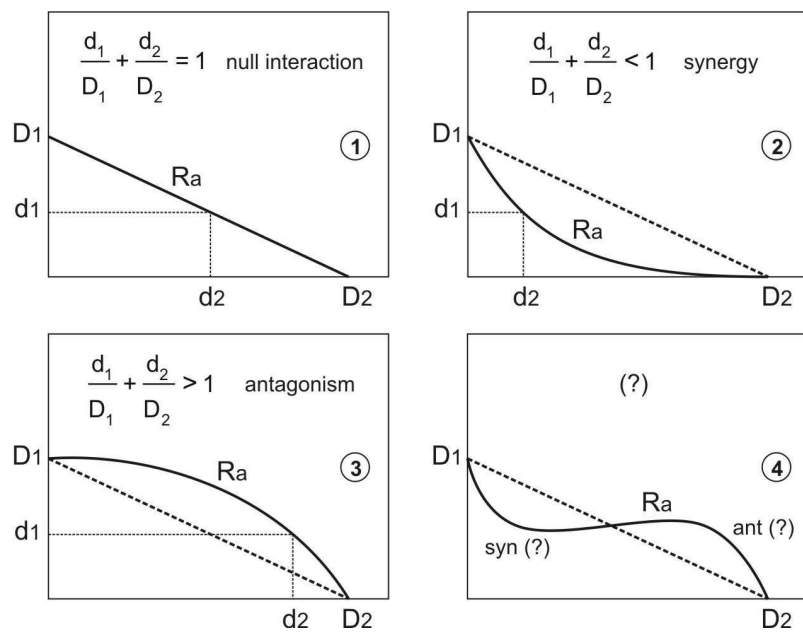 d1/D1 + d2/D2 = 1 null interaction
D1
1
Ra
d1
d2
D2
d1/D1 + d/D2 < 1 synergy
D1
2
d1
Ra
d2
D2
d1/D1 + d2/D2 > 1 antagonism
D1
Ra
3
d1
d2
D2
(?)
D1
4
Ra
syn (?)
ant (?)
D2